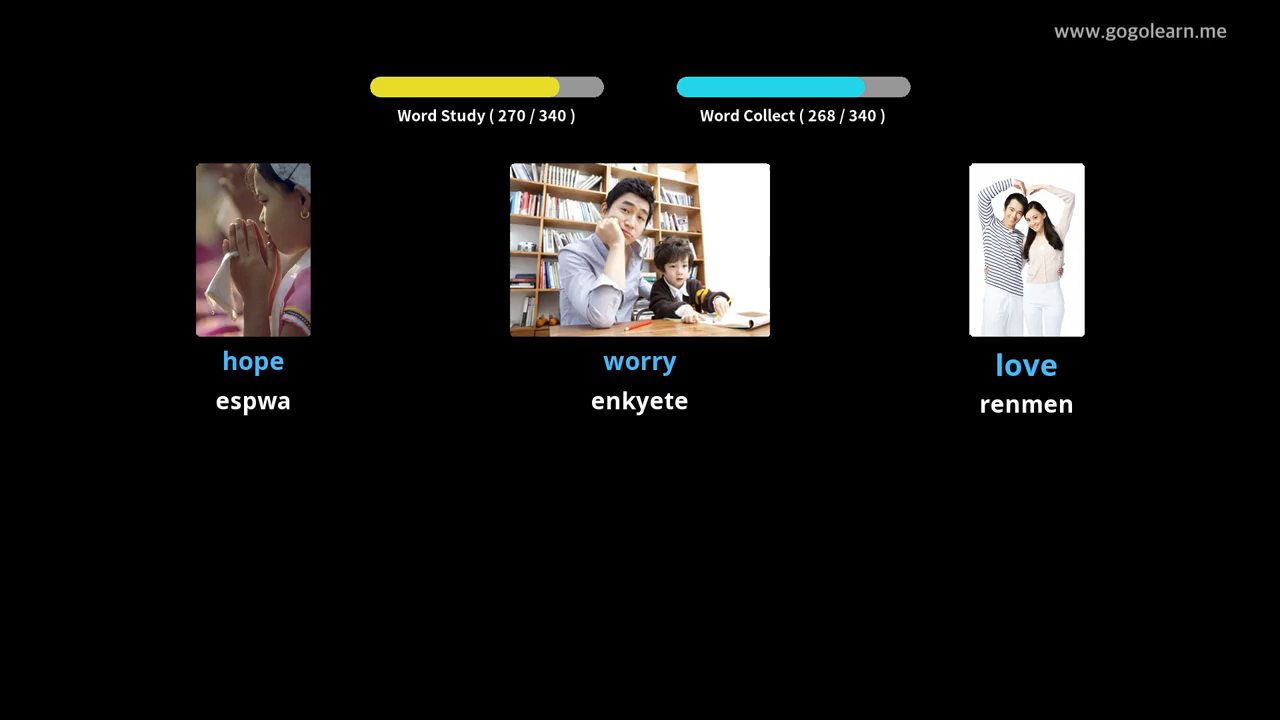 www.gogolearn.me
Word Study ( 270 / 340 )
Word Collect ( 268 / 340 )
hope
worry
love
espwa
enkyete
renmen